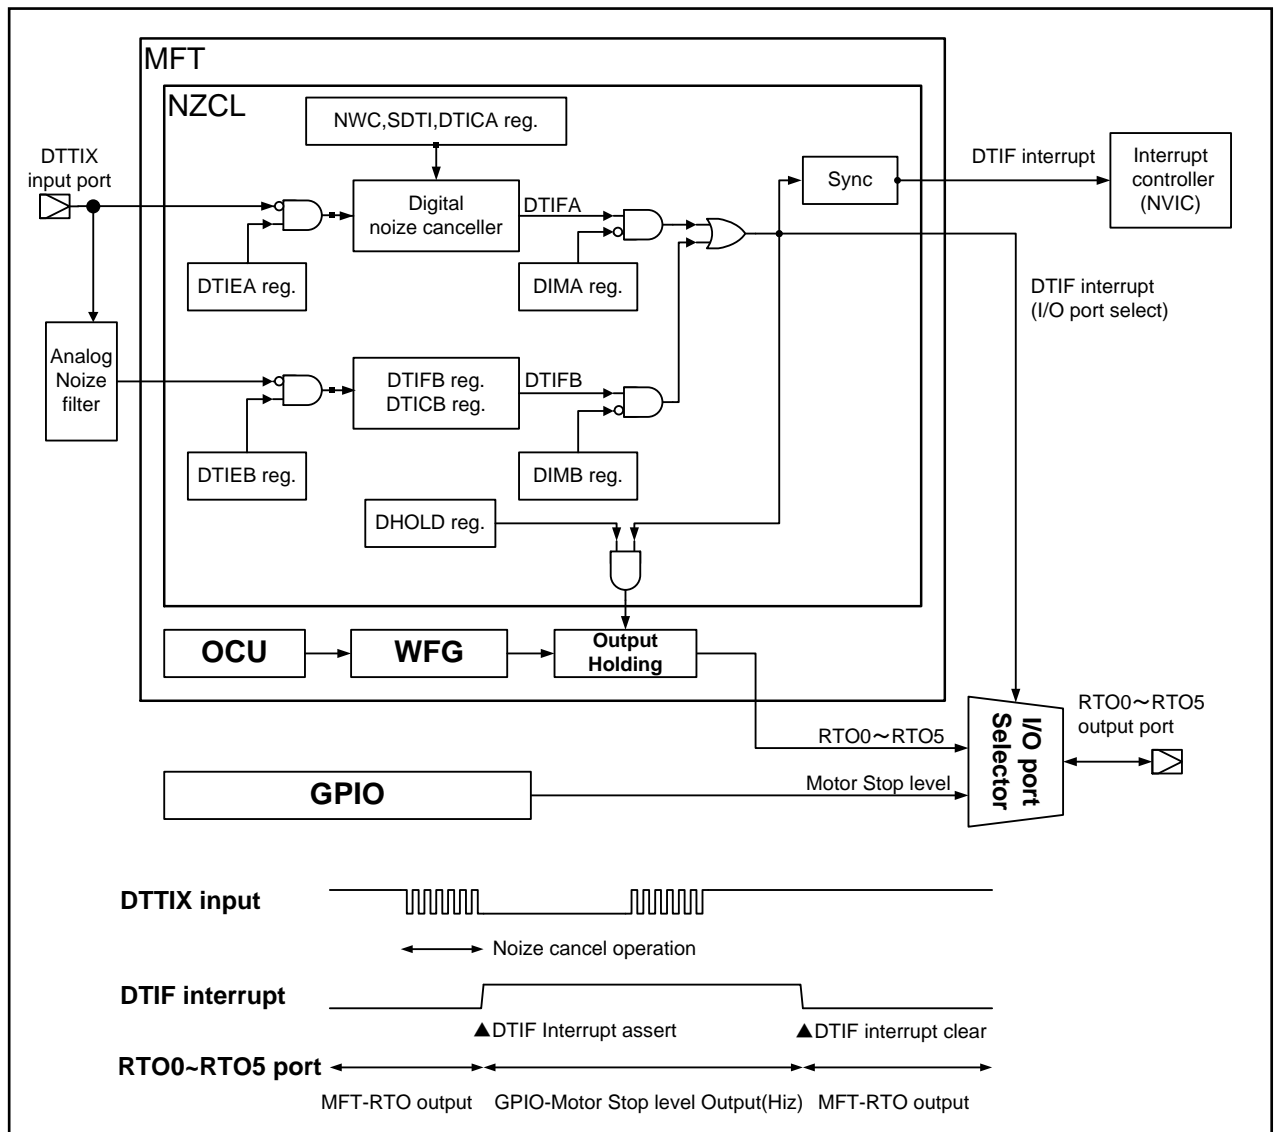 MFT
NZCL
NWC,SDTI,DTICA reg.
DTTIX
input port
DTIF interrupt
Interrupt
controller
(NVIC)
Sync
Digital
noize canceller
DTIFA
DTIEA reg.
DIMA reg.
DTIF interrupt
(I/O port select)
Analog
Noize
filter
DTIFB reg.
DTICB reg.
DTIFB
DTIEB reg.
DIMB reg.
DHOLD reg.
OCU
WFG
Output
Holding
RTO0～RTO5
output port
I/O port
Selector
RTO0～RTO5
GPIO
Motor Stop level
DTTIX input
Noize cancel operation
DTIF interrupt
▲DTIF Interrupt assert
▲DTIF interrupt clear
RTO0~RTO5 port
MFT-RTO output
GPIO-Motor Stop level Output(Hiz)
MFT-RTO output